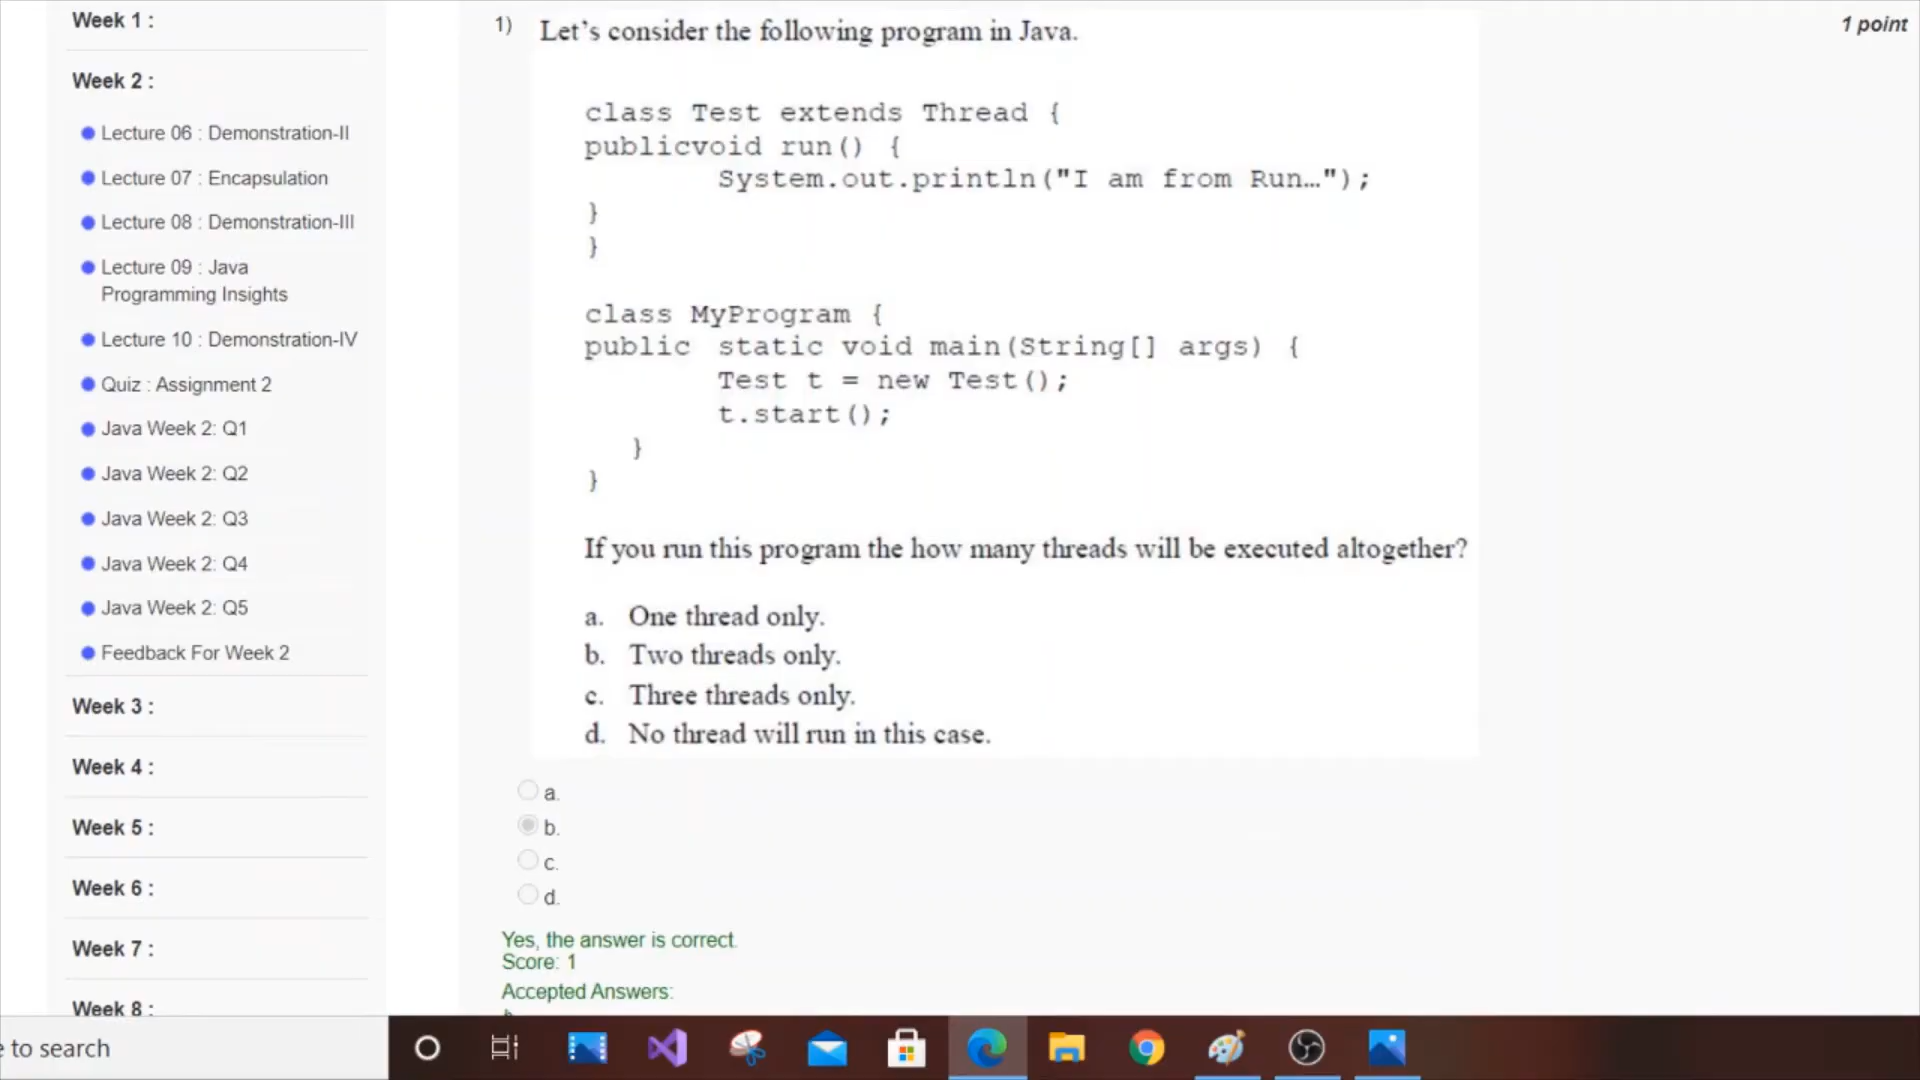 Week 1 :
Week 2 :
Lecture 06 : Demonstration-II
Lecture 07 : Encapsulation
Lecture 08 : Demonstration-III
Lecture 09 : Java
Programming Insights
Lecture 10 : Demonstration-IV
Quiz : Assignment 2
Java Week 2: Q1
Java Week 2: Q2
Java Week 2: Q3
Java Week 2: Q4
Java Week 2: Q5
Feedback For Week 2
Week 3 :
Week 4 :
Week 5 :
Week 6 :
Week 7 :
Week 8 :
1) Let’s consider the following program in Java.
1 point
class Test extends Thread {
publicvoid run() {
System.out.println("I am from Run…");
}
}
class MyProgram {
public static void main(String[] args) {
Test t = new Test();
t.start();
}
}
If you run this program the how many threads will be executed altogether?
a. One thread only.
b. Two threads only.
c. Three threads only.
d. No thread will run in this case.
a.
b.
c.
d.
Yes, the answer is correct.
Score: 1
Accepted Answers:
to search